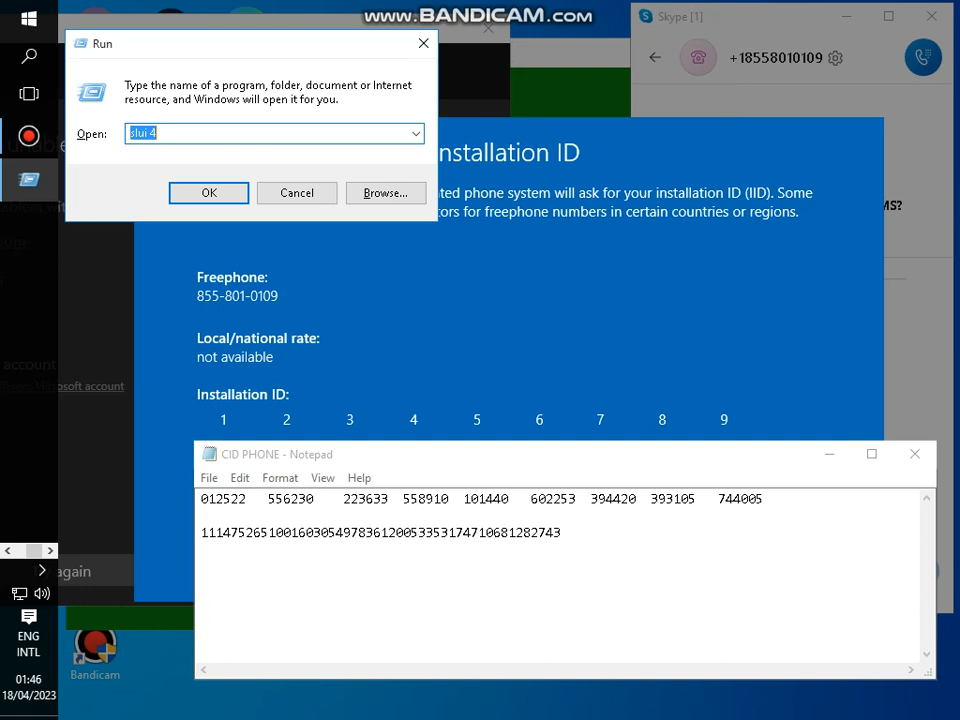 www.BANDICAM.com
Run
Type the name of a program, folder, document or Internet
resource, and Windows will open it for you.
Open: slui 4
OK Cancel Browse...
Skype [1]
+18558010109
nstallation ID
ted phone system will ask for your installation ID (IID). Some
tors for freephone numbers in certain countries or regions.
MS?
Freephone:
855-801-0109
Local/national rate:
not available
account
Microsoft account
Installation ID:
1 2 3 4 5 6 7 8 9
CID PHONE - Notepad
File Edit Format View Help
012522 556230 223633 558910 101440 602253 394420 393105 744005
111475265100160305497836120053353174710681282743
again
Bandicam
ENG
INTL
01:46
18/04/2023